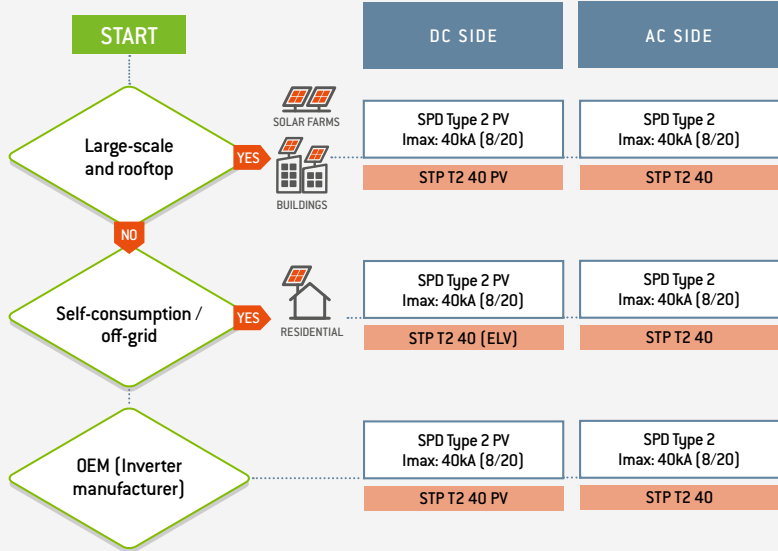 START
DC SIDE
AC SIDE
Large-scale
and rooftop
YES
SOLAR FARMS
BUILDINGS
SPD Type 2 PV
Imax: 40kA (8/20)
STP T2 40 PV
SPD Type 2
Imax: 40kA (8/20)
STP T2 40
NO
Self-consumption /
off-grid
YES
RESIDENTIAL
SPD Type 2 PV
Imax: 40kA (8/20)
STP T2 40 (ELV)
SPD Type 2
Imax: 40kA (8/20)
STP T2 40
OEM (Inverter
manufacturer)
SPD Type 2 PV
Imax: 40kA (8/20)
STP T2 40 PV
SPD Type 2
Imax: 40kA (8/20)
STP T2 40